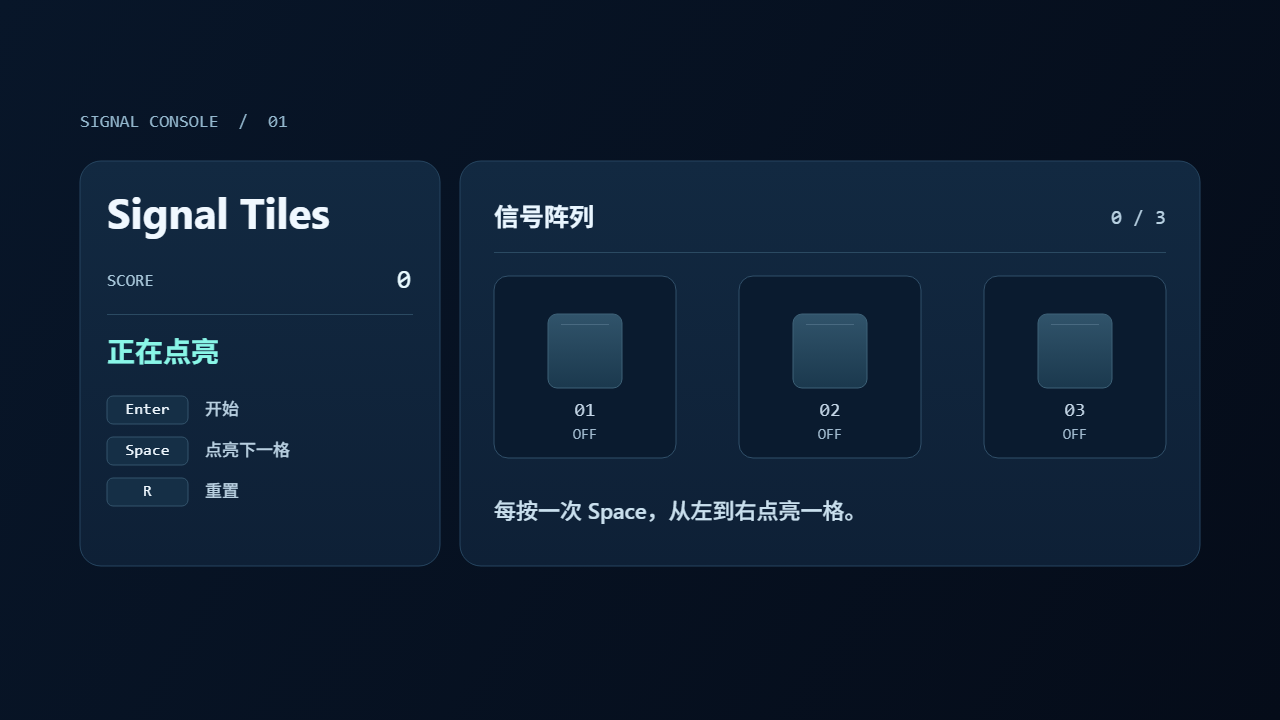 SIGNAL CONSOLE / 01
Signal Tiles
SCORE 0
正在点亮
Enter 开始
Space 点亮下一格
R 重置
信号阵列 0 / 3
01 02 03
OFF OFF OFF
每按一次 Space，从左到右点亮一格。